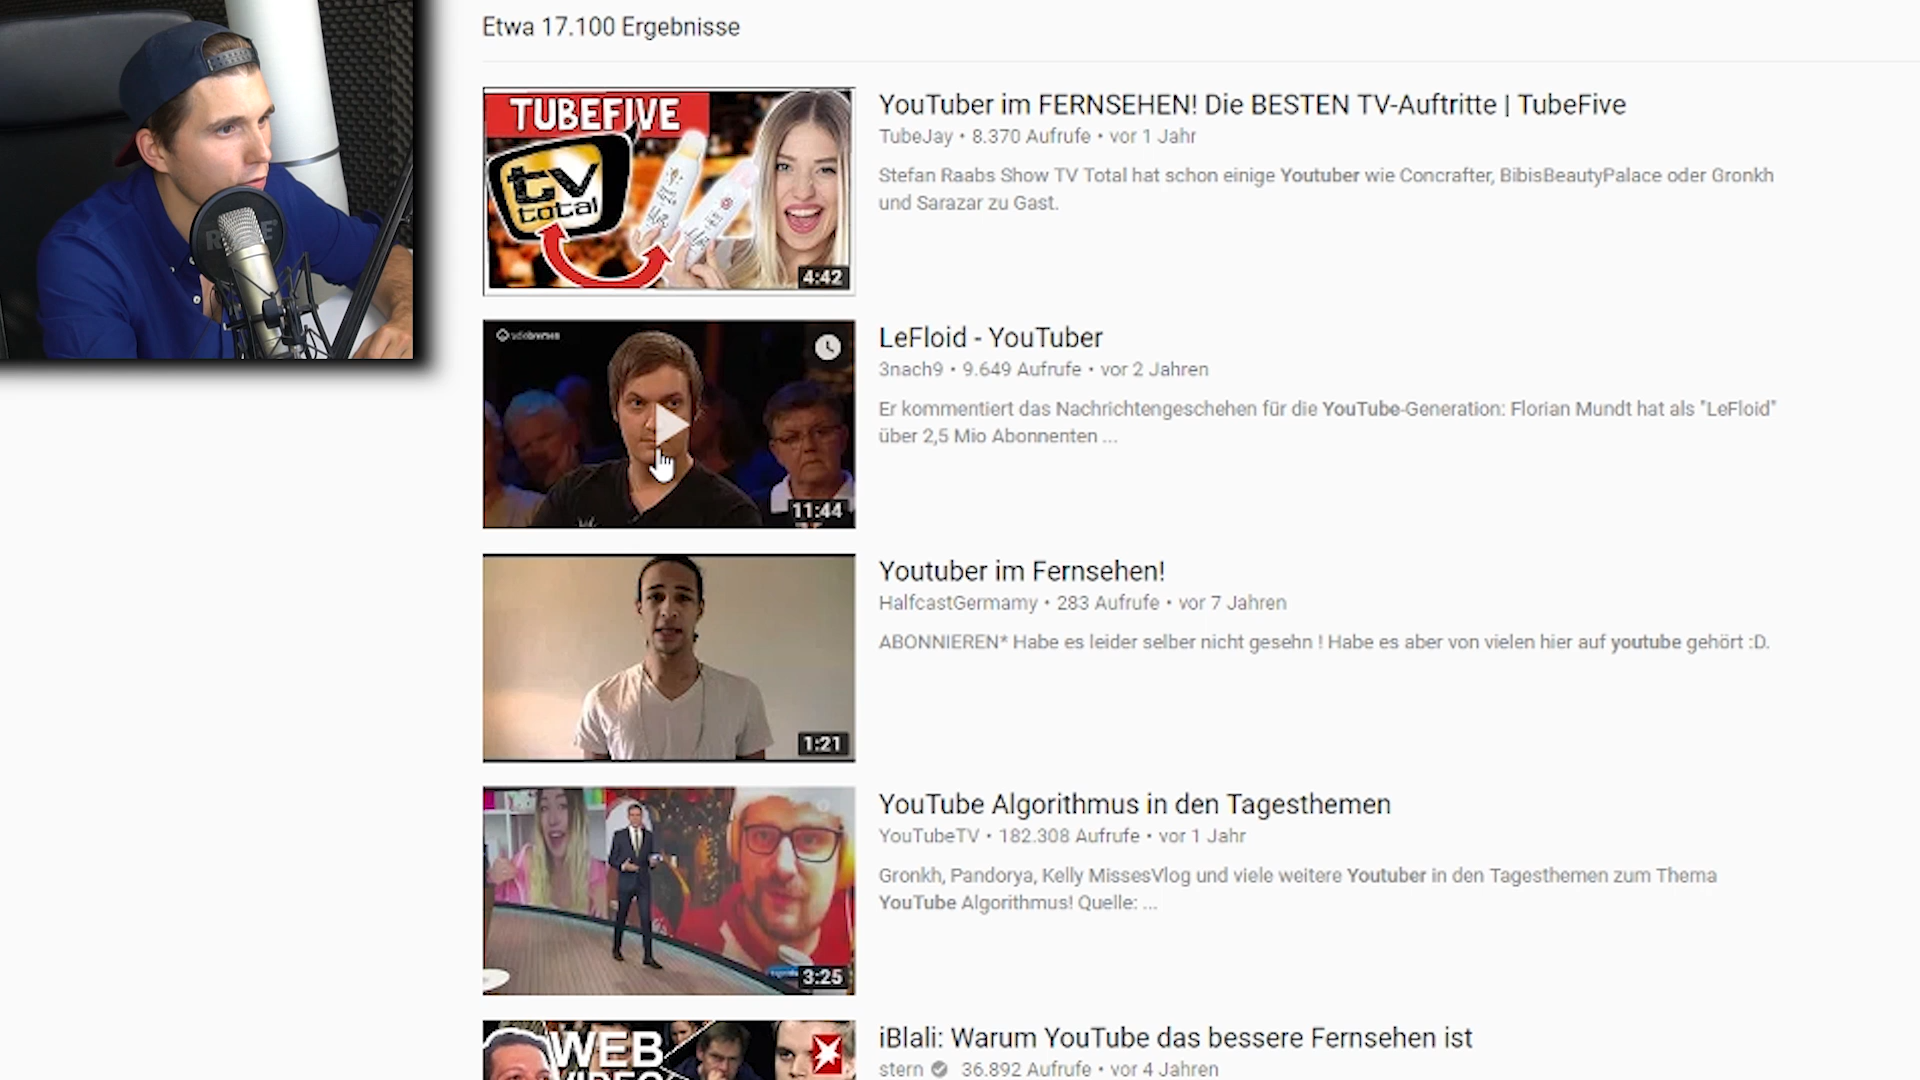 Etwa 17.100 Ergebnisse
TUBEFIVE
tv
total
4:42
YouTuber im FERNSEHEN! Die BESTEN TV-Auftritte | TubeFive
TubeJay • 8.370 Aufrufe • vor 1 Jahr
Stefan Raabs Show TV Total hat schon einige Youtuber wie Concrafter, BibisBeautyPalace oder Gronkh
und Sarazar zu Gast.
radiobremen
11:44
LeFloid - YouTuber
3nach9 • 9.649 Aufrufe • vor 2 Jahren
Er kommentiert das Nachrichtengeschehen für die YouTube-Generation: Florian Mundt hat als "LeFloid"
über 2,5 Mio Abonnenten ...
1:21
Youtuber im Fernsehen!
HalfcastGermamy • 283 Aufrufe • vor 7 Jahren
ABONNIEREN* Habe es leider selber nicht gesehn ! Habe es aber von vielen hier auf youtube gehört :D.
3:25
YouTube Algorithmus in den Tagesthemen
YouTubeTV • 182.308 Aufrufe • vor 1 Jahr
Gronkh, Pandorya, Kelly MissesVlog und viele weitere Youtuber in den Tagesthemen zum Thema
YouTube Algorithmus! Quelle: ...
WEB
VIDEO
iBlali: Warum YouTube das bessere Fernsehen ist
stern 36.892 Aufrufe • vor 4 Jahren